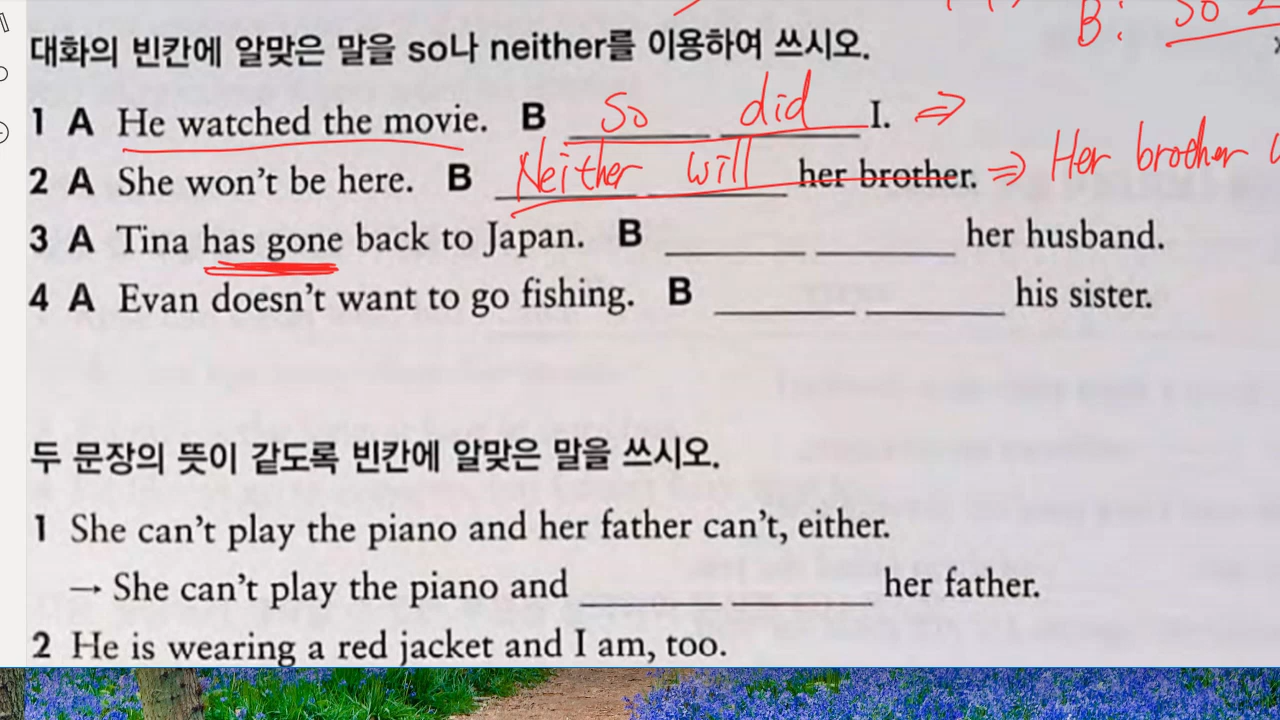 B: So
대화의 빈칸에 알맞은 말을 so나 neither를 이용하여 쓰시오.
1 A He watched the movie. B So did I. ⇒
2 A She won't be here. B Neither will her brother. ⇒ Her brother
3 A Tina has gone back to Japan. B ____ ____ her husband.
4 A Evan doesn't want to go fishing. B ____ ____ his sister.
두 문장의 뜻이 같도록 빈칸에 알맞은 말을 쓰시오.
1 She can't play the piano and her father can't, either.
→ She can't play the piano and ____ ____ her father.
2 He is wearing a red jacket and I am, too.